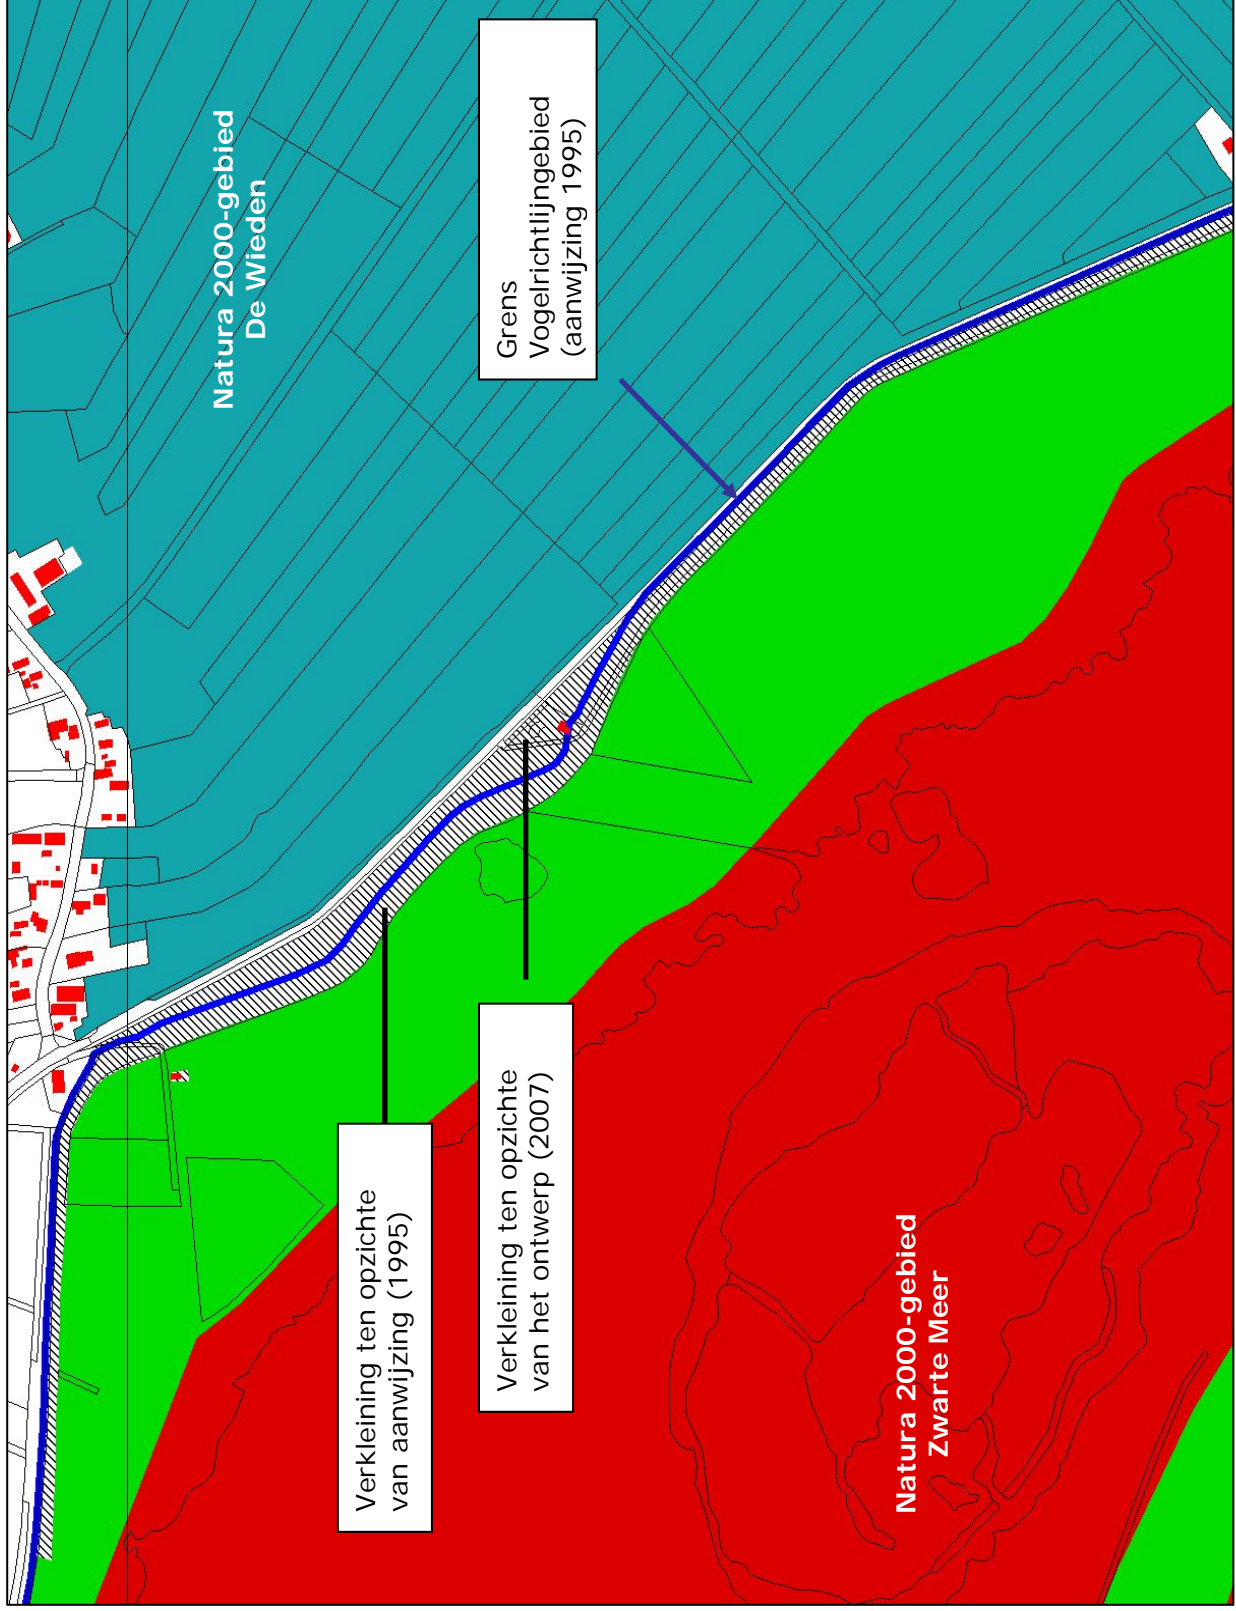 Natura 2000-gebied
De Wieden
Grens
Vogelrichtlijngebied
(aanwijzing 1995)
Verkleining ten opzichte
van aanwijzing (1995)
Verkleining ten opzichte
van het ontwerp (2007)
Natura 2000-gebied
Zwarte Meer